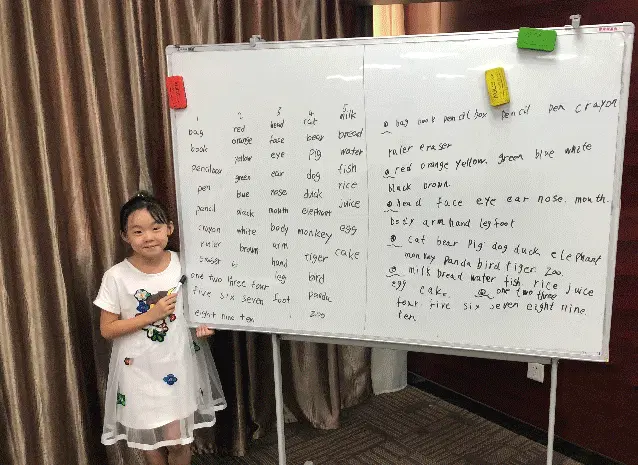 1 2 3 4 5
bag red head cat milk
book orange face bear bread
pencilbox yellow eye pig water
pen green ear dog fish
pencil blue nose duck rice
crayon black mouth elephant juice
ruler white body monkey egg
eraser brown arm tiger cake
hand bird
leg panda
foot zoo
one two three four
five six seven
eight nine ten
① bag book pencil box pencil pen crayon
ruler eraser
red orange yellow. green blue white
black brown.
head face eye ear nose. mouth.
body arm hand leg foot
cat bear pig dog duck elephant
monkey panda bird tiger zoo.
milk bread water fish rice juice
egg cake. one two three
four five six seven eight nine
ten